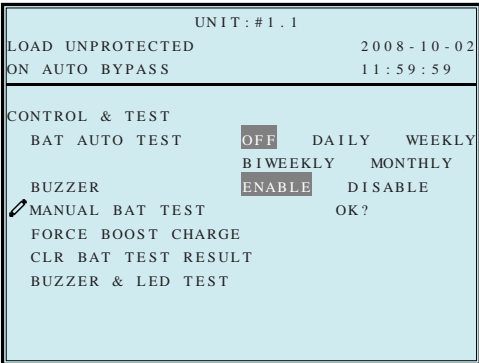 UNIT:#1.1
LOAD UNPROTECTED 2008-10-02
ON AUTO BYPASS 11:59:59
CONTROL & TEST
BAT AUTO TEST OFF DAILY WEEKLY
BIWEEKLY MONTHLY
BUZZER ENABLE DISABLE
MANUAL BAT TEST OK?
FORCE BOOST CHARGE
CLR BAT TEST RESULT
BUZZER & LED TEST